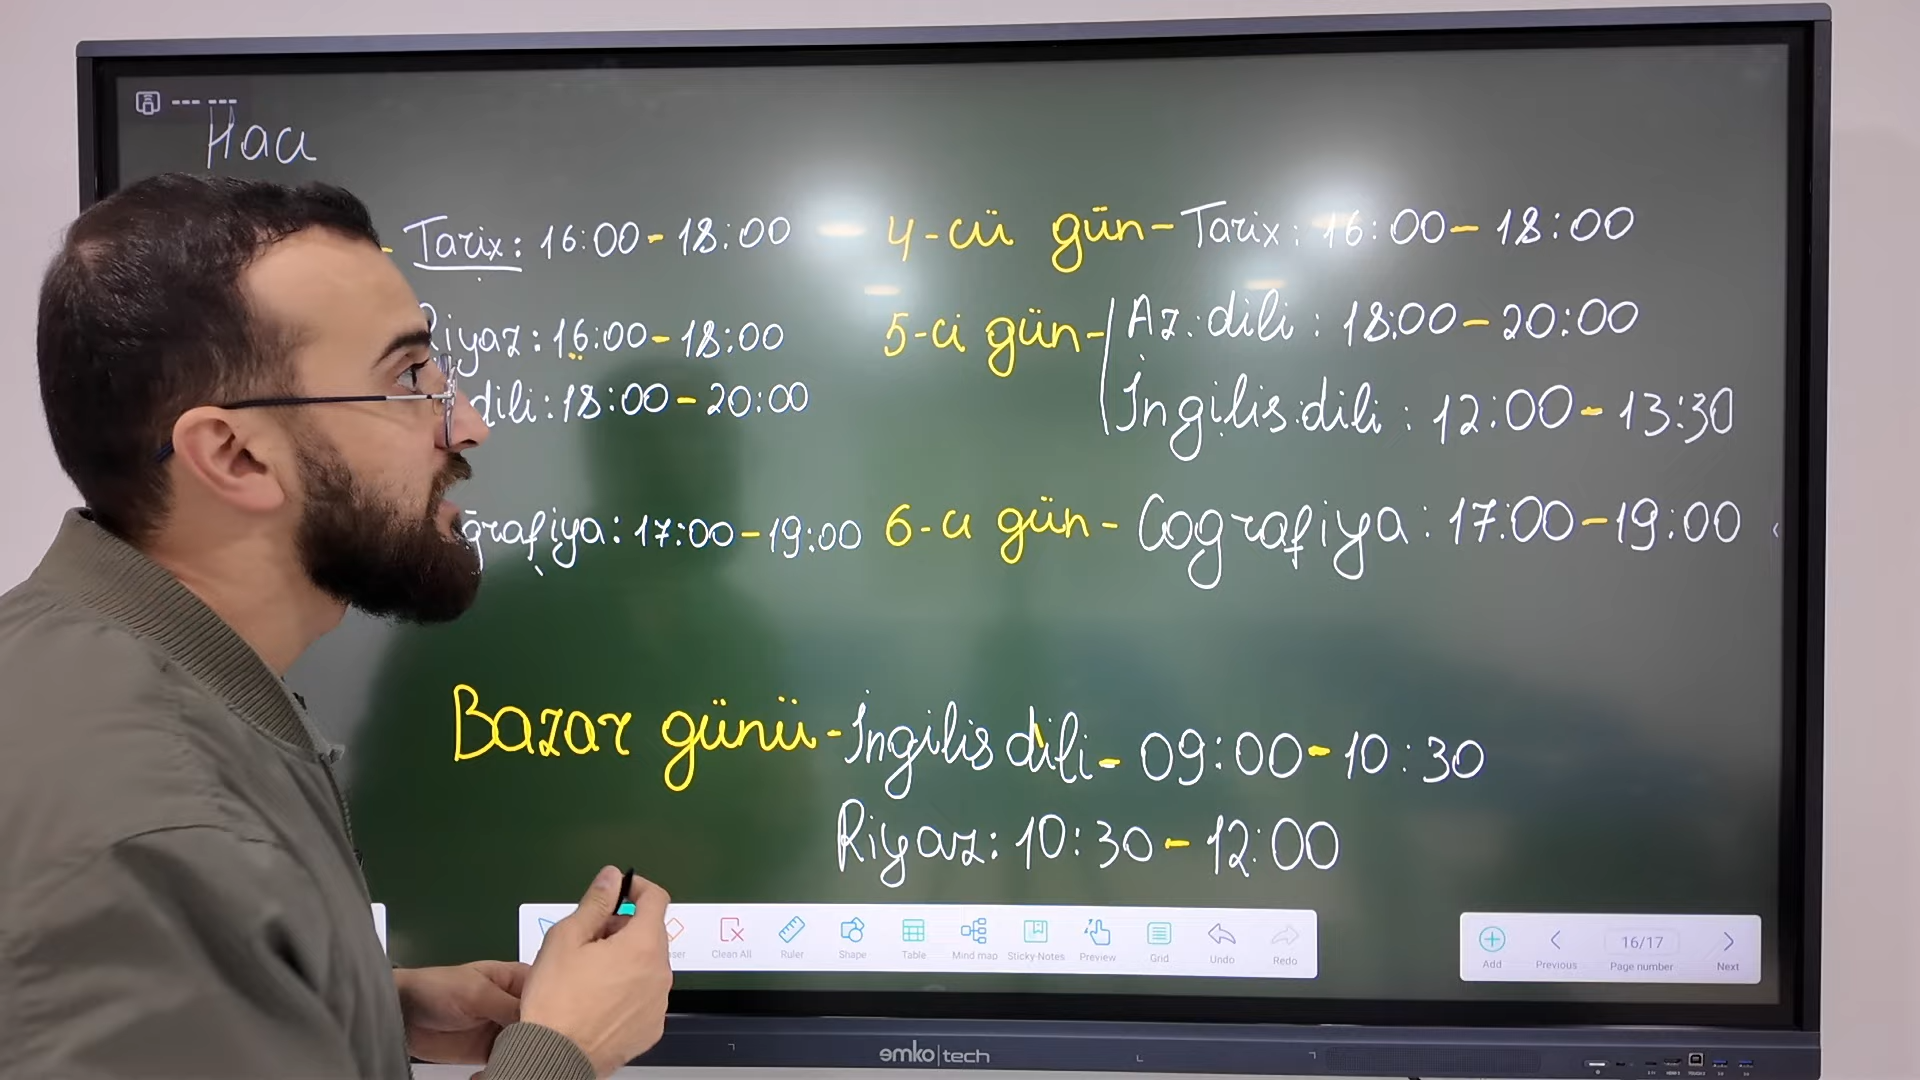 Hacı
- Tarix: 16:00-18:00
Riyaz: 16:00-18:00
dili: 18:00-20:00
ğrafiya: 17:00-19:00
4-cü gün- Tarix: 16:00-18:00
5-ci gün- Az. dili: 18:00-20:00
İngilis dili: 12:00-13:30
6-cı gün- Coğrafiya: 17:00-19:00
Bazar günü- İngilis dili- 09:00-10:30
Riyaz: 10:30-12:00
Clean All Ruler Shape Table Mind map Sticky Notes Preview Grid Undo Redo
16/17
Add Previous Page number Next
emko|tech